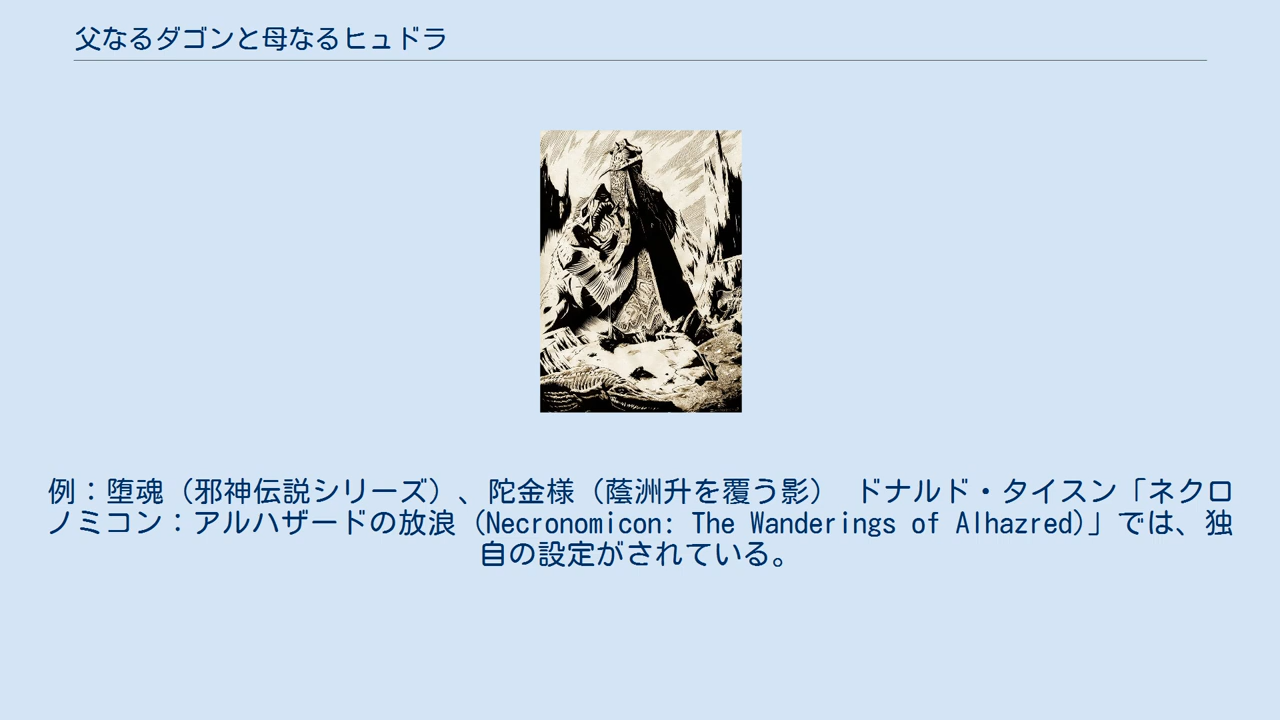 父なるダゴンと母なるヒュドラ
例：堕魂（邪神伝説シリーズ）、陀金様（蔭洲升を覆う影）　ドナルド・タイスン「ネクロ
ノミコン：アルハザードの放浪（Necronomicon: The Wanderings of Alhazred)」では、独
自の設定がされている。